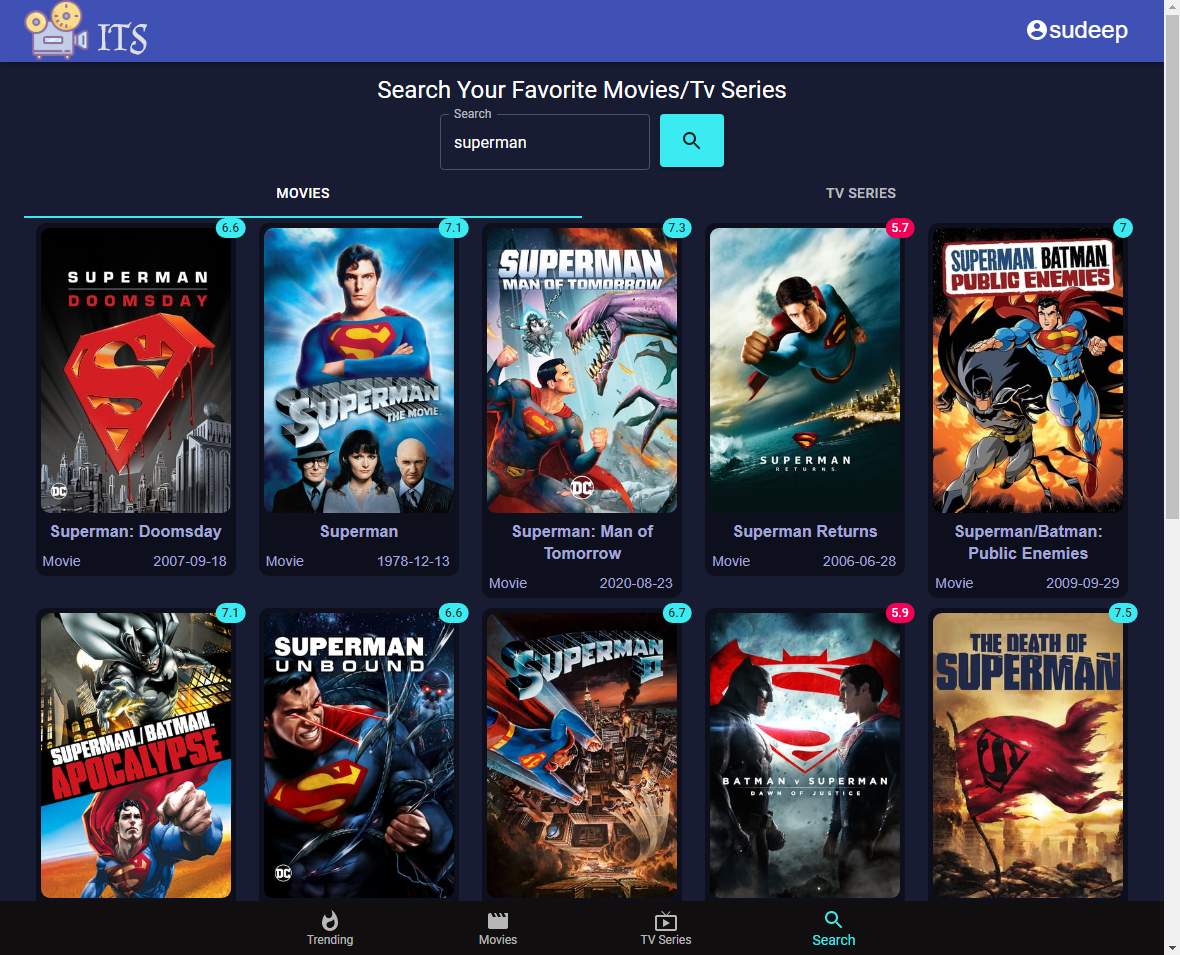 ITS
sudeep
Search Your Favorite Movies/Tv Series
Search
superman
MOVIES
TV SERIES
6.6
7.1
7.3
5.7
7
SUPERMAN
DOOMSDAY
DC
SUPERMAN
THE MOVIE
SUPERMAN
MAN OF TOMORROW
DC
SUPERMAN
RETURNS
SUPERMAN BATMAN
PUBLIC ENEMIES
Superman: Doomsday
Movie 2007-09-18
Superman
Movie 1978-12-13
Superman: Man of
Tomorrow
Movie 2020-08-23
Superman Returns
Movie 2006-06-28
Superman/Batman:
Public Enemies
Movie 2009-09-29
7.1
6.6
6.7
5.9
7.5
SUPERMAN/BATMAN
APOCALYPSE
SUPERMAN
UNBOUND
DC
SUPERMAN
II
BATMAN v SUPERMAN
DAWN OF JUSTICE
THE DEATH OF
SUPERMAN
Trending
Movies
TV Series
Search